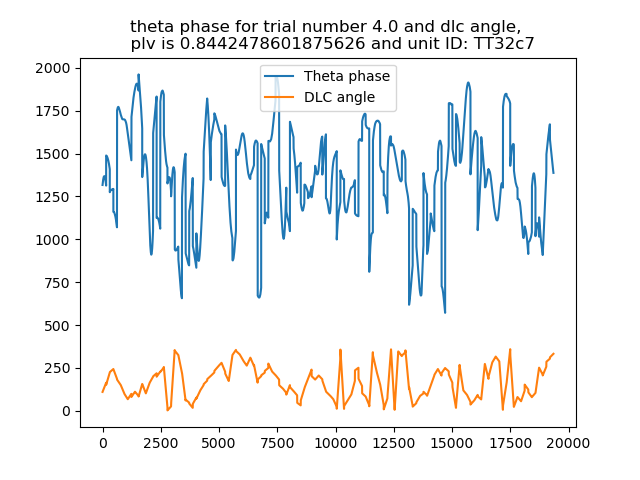 theta phase for trial number 4.0 and dlc angle,
plv is 0.8442478601875626 and unit ID: TT32c7
Theta phase
DLC angle
2000
1750
1500
1250
1000
750
500
250
0
0 2500 5000 7500 10000 12500 15000 17500 20000